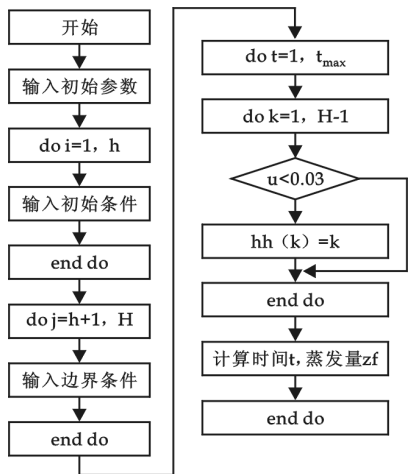 开始
输入初始参数
do i=1，h
输入初始条件
end do
do j=h+1，H
输入边界条件
end do
do t=1，tmax
do k=1，H-1
u<0.03
hh（k）=k
end do
计算时间t，蒸发量zf
end do